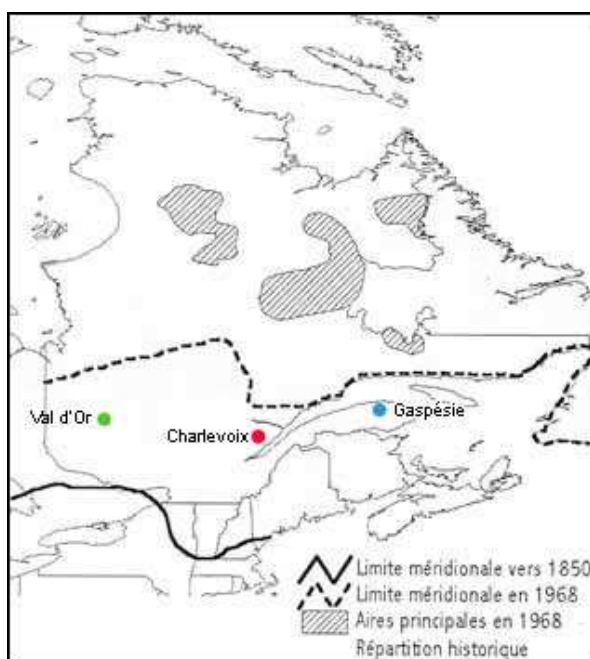 Val d'Or
Charlevoix
Gaspésie
Limite méridionale vers 1850
Limite méridionale en 1968
Aires principales en 1968
Répartition historique